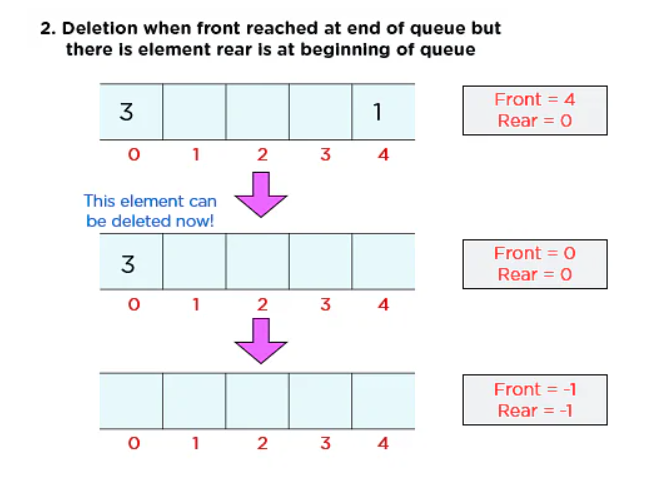 2. Deletion when front reached at end of queue but
there is element rear is at beginning of queue
3 1
Front = 4
Rear = 0
0 1 2 3 4
This element can
be deleted now!
3
Front = 0
Rear = 0
0 1 2 3 4
Front = -1
Rear = -1
0 1 2 3 4